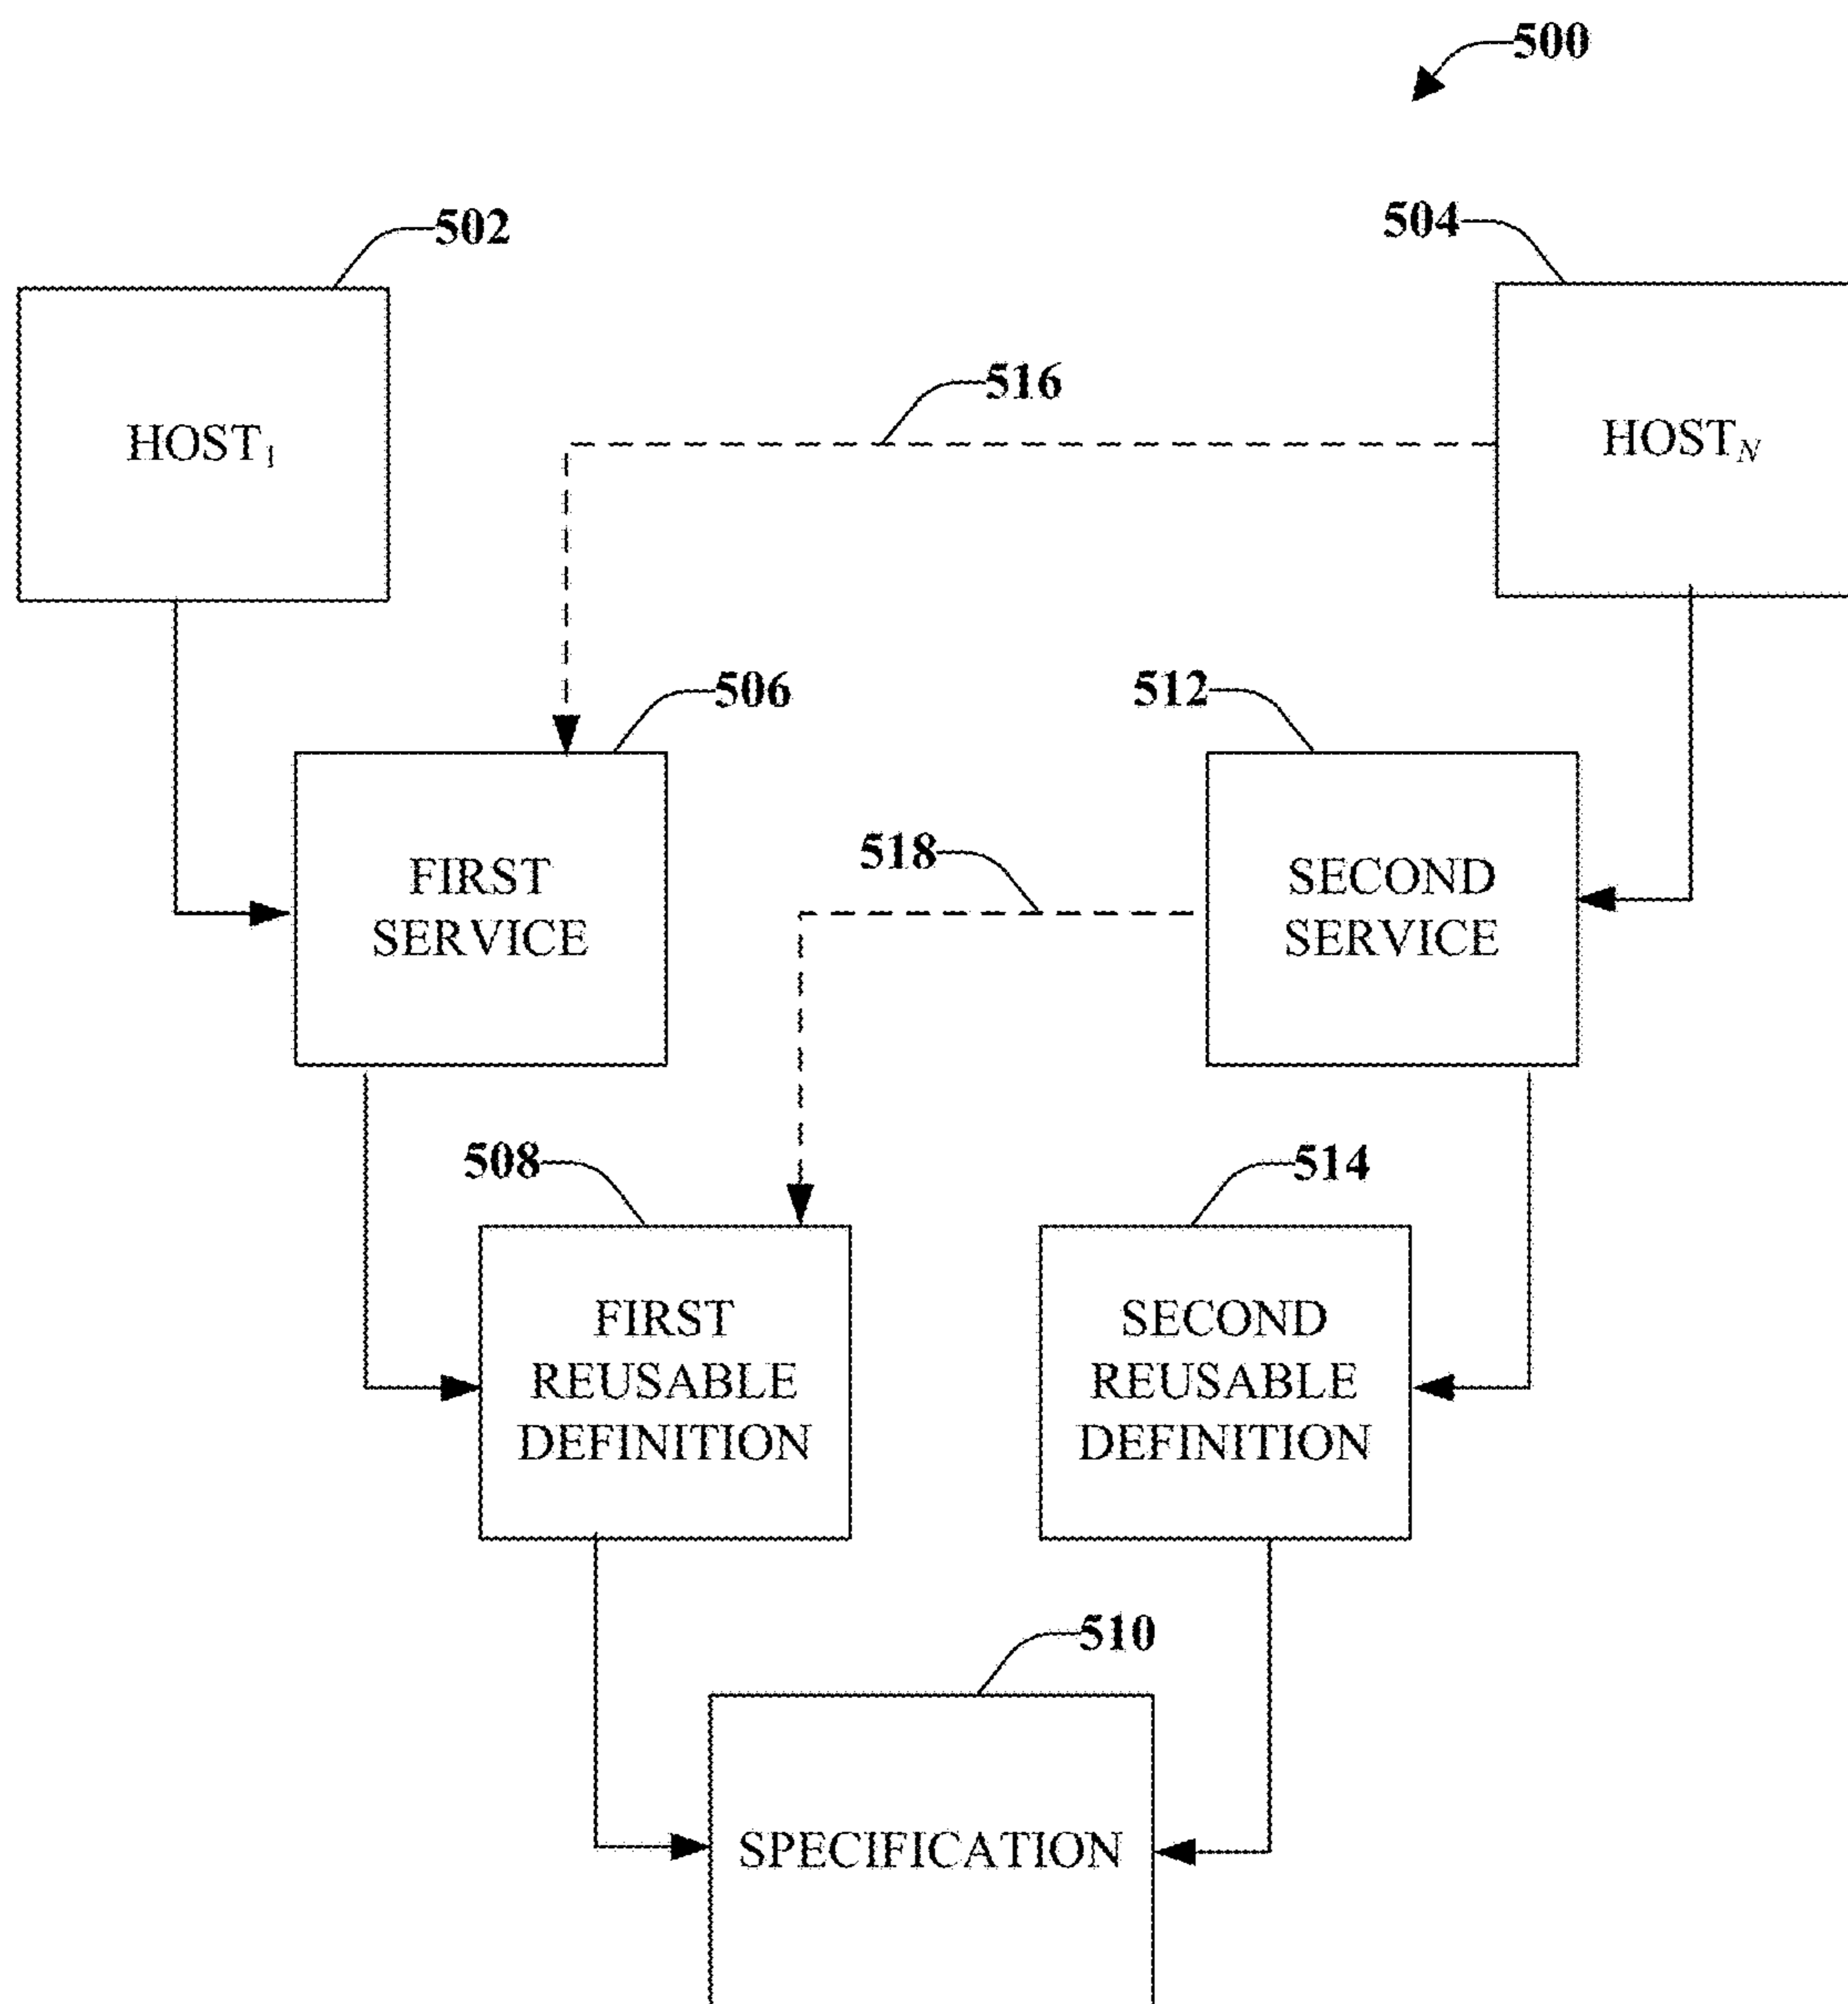 500
502
504
HOST1
516
HOSTN
506
512
FIRST
SERVICE
518
SECOND
SERVICE
508
514
FIRST
REUSABLE
DEFINITION
SECOND
REUSABLE
DEFINITION
510
SPECIFICATION